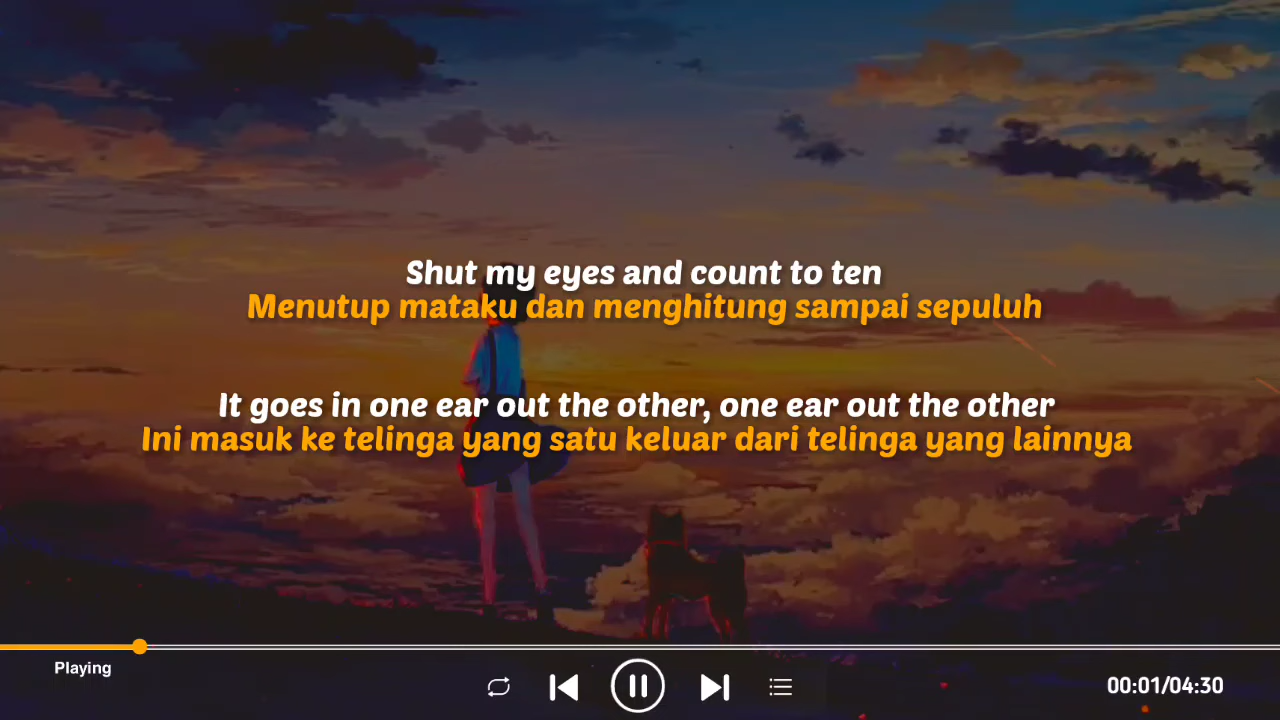 Shut my eyes and count to ten
Menutup mataku dan menghitung sampai sepuluh
It goes in one ear out the other, one ear out the other
Ini masuk ke telinga yang satu keluar dari telinga yang lainnya
Playing
00:01/04:30